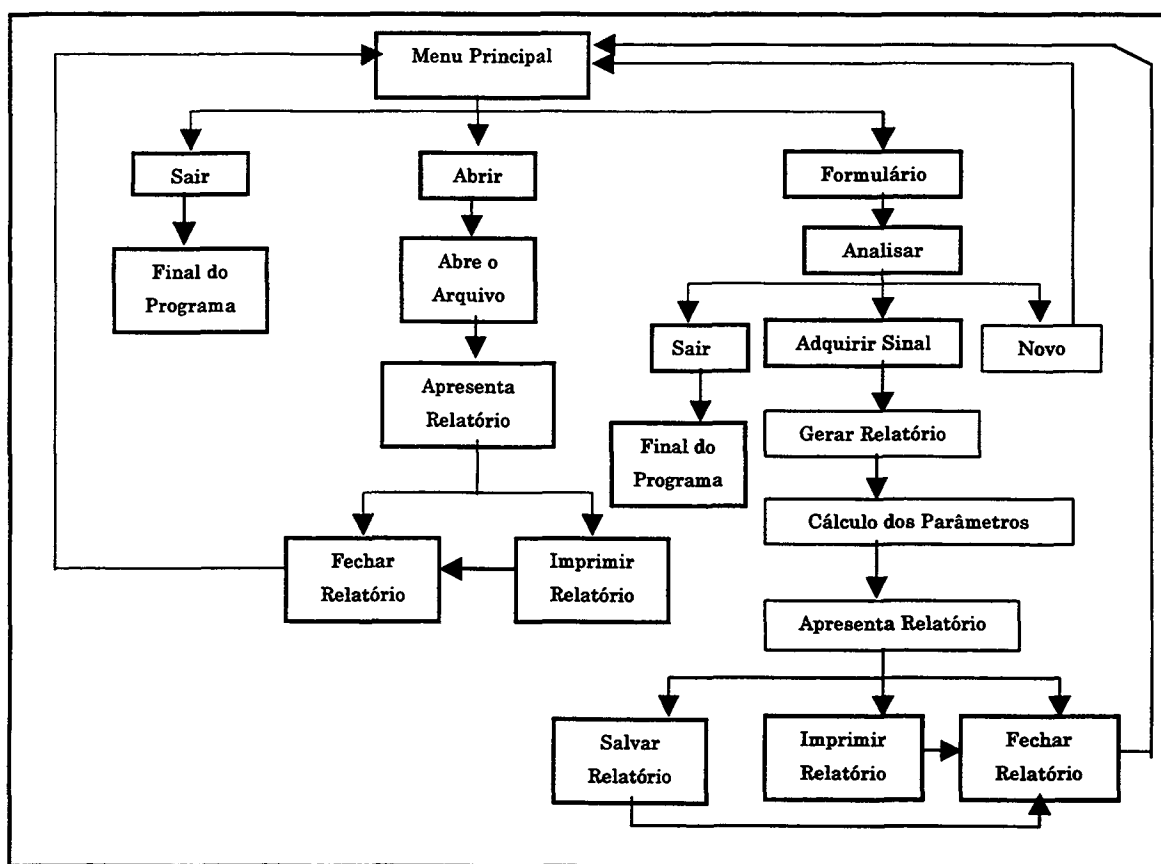 Menu Principal
Sair
Abrir
Formulário
Final do
Programa
Abre o
Arquivo
Analisar
Sair
Adquirir Sinal
Novo
Apresenta
Relatório
Final do
Programa
Gerar Relatório
Cálculo dos Parâmetros
Fechar
Relatório
Imprimir
Relatório
Apresenta Relatório
Salvar
Relatório
Imprimir
Relatório
Fechar
Relatório